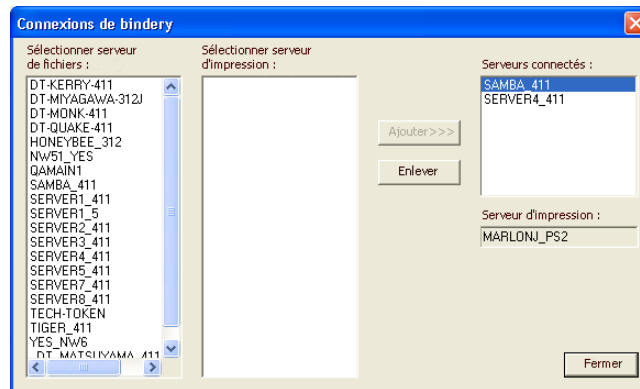 Connexions de bindery
Sélectionner serveur
de fichiers :
DT-KERRY-411
DT-MIYAGAWA-312J
DT-MONK-411
DT-QUAKE-411
HONEYBEE_312
NW51_YES
QAMAIN1
SAMBA_411
SERVER1_411
SERVER1_5
SERVER2_411
SERVER3_411
SERVER4_411
SERVER5_411
SERVER7_411
SERVER8_411
TECH-TOKEN
TIGER_411
YES_NW6
_DT_MATSUYAMA_411
Sélectionner serveur
d'impression :
Ajouter>>>
Enlever
Serveurs connectés :
SAMBA_411
SERVER4_411
Serveur d'impression :
MARLONJ_PS2
Fermer